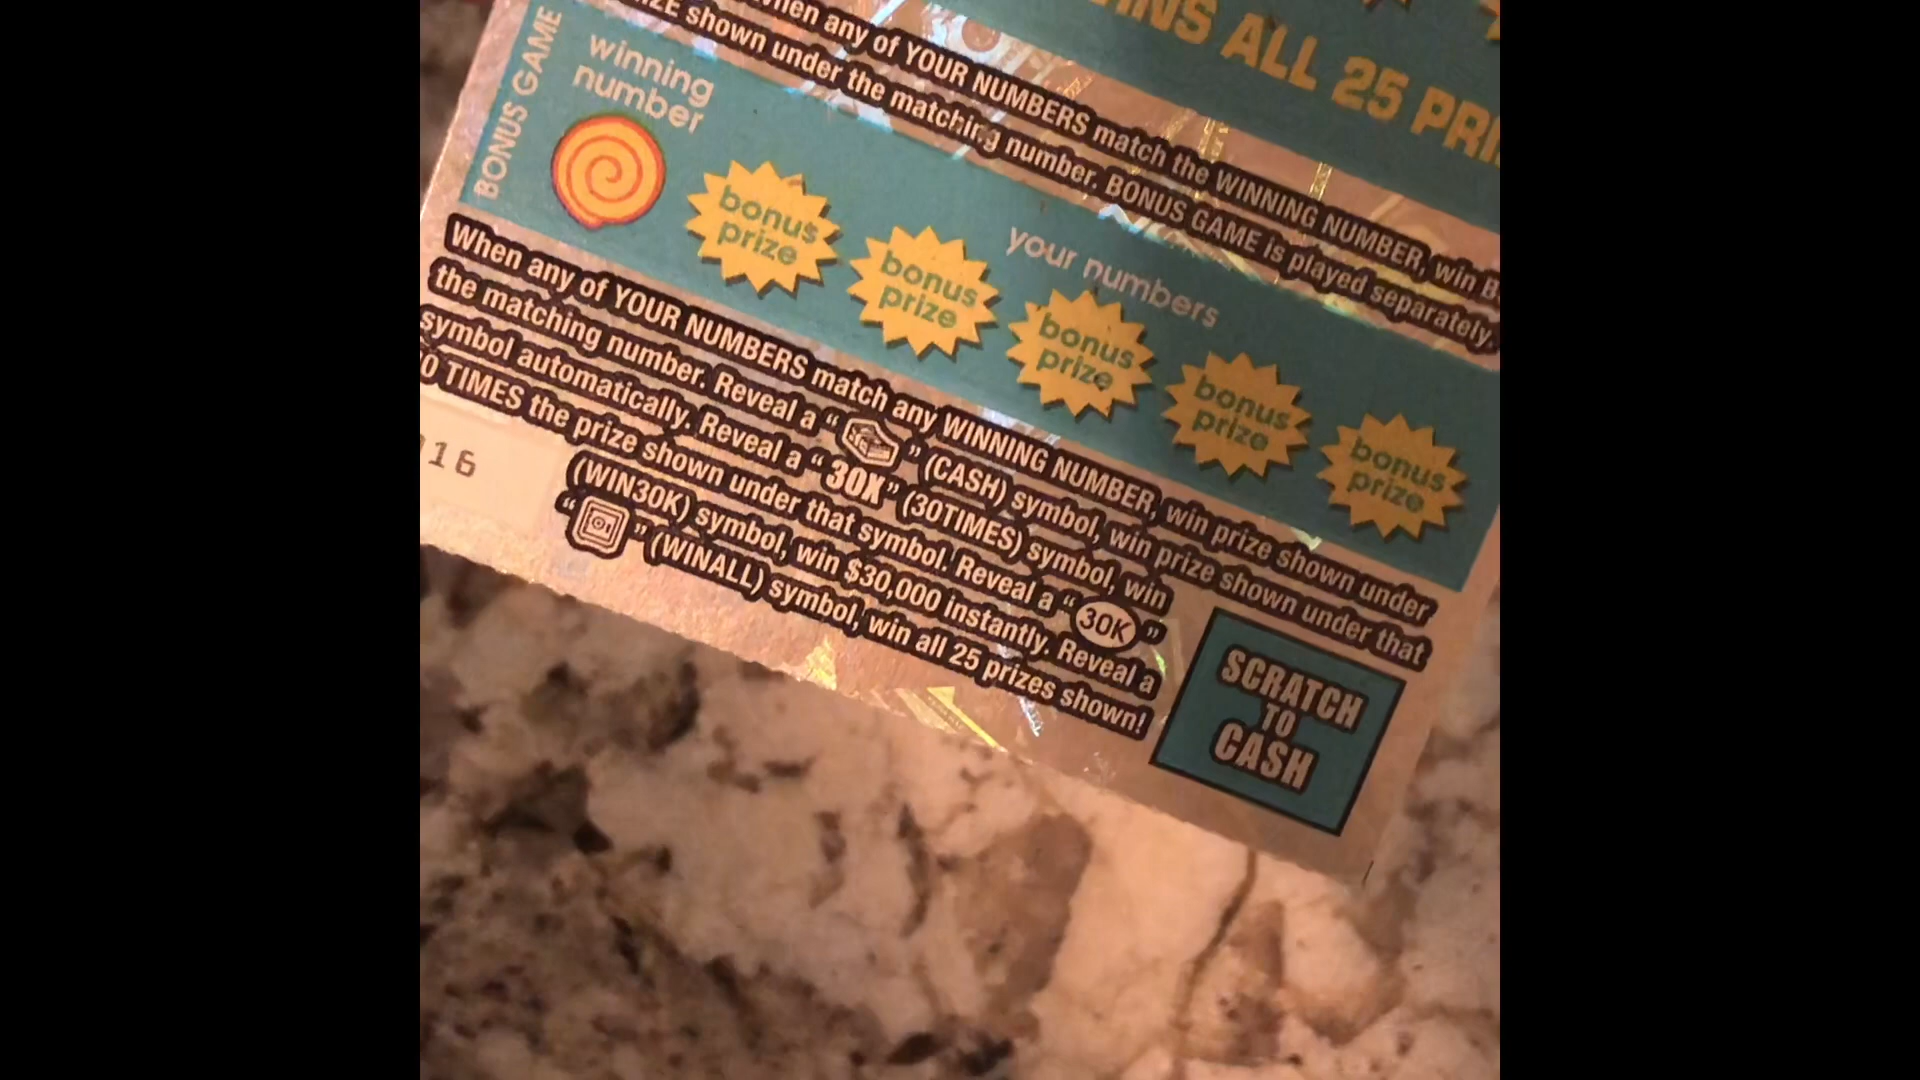 WINS ALL 25
When any of YOUR NUMBERS match the WINNING NUMBER, win
shown under the matching number. BONUS GAME is played separately.
BONUS GAME
winning
number
your numbers
bonus
prize
bonus
prize
bonus
prize
bonus
prize
bonus
prize
When any of YOUR NUMBERS match any WINNING NUMBER, win prize shown under
the matching number. Reveal a “ ” (CASH) symbol, win prize shown under that
symbol automatically. Reveal a “30X” (30TIMES) symbol, win
0 TIMES the prize shown under that symbol. Reveal a “30K”
(WIN30K) symbol, win $30,000 instantly. Reveal a
“ ” (WINALL) symbol, win all 25 prizes shown!
16
SCRATCH
TO
CASH